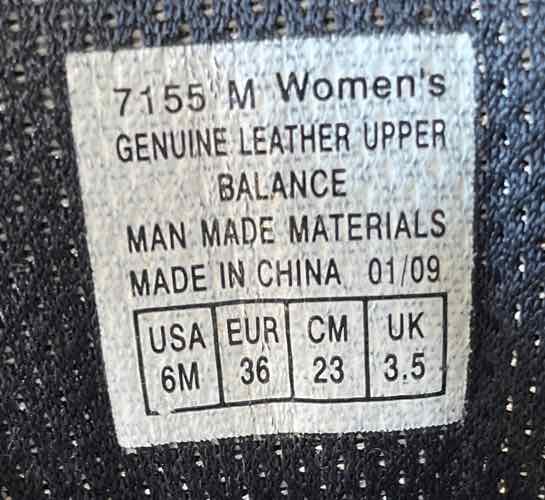 7155 M Women's
GENUINE LEATHER UPPER
BALANCE
MAN MADE MATERIALS
MADE IN CHINA 01/09
USA EUR CM UK
6M 36 23 3.5